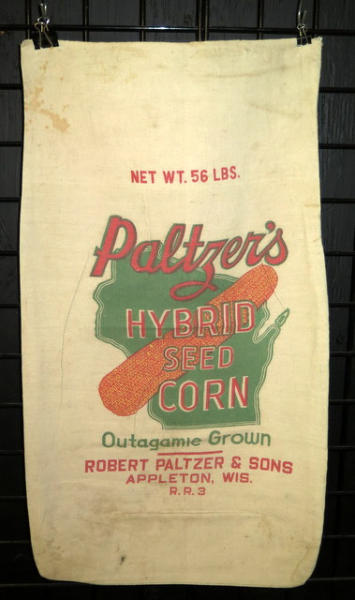 NET WT. 56 LBS.
Paltzer's
HYBRID
SEED
CORN
Outagamie Grown
ROBERT PALTZER & SONS
APPLETON, WIS.
R.R.3